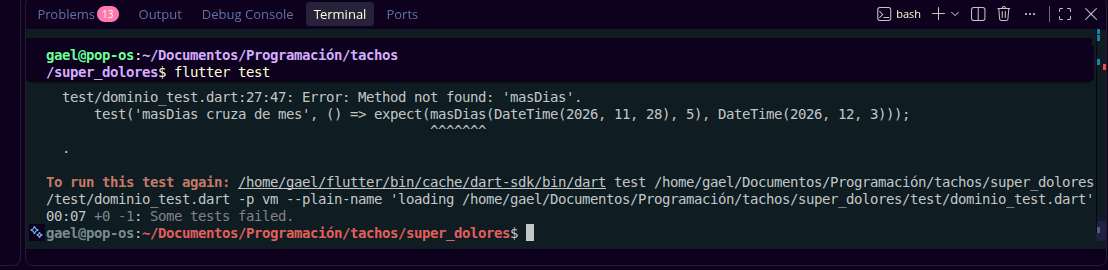 Problems 13 Output Debug Console Terminal Ports bash
gael@pop-os:~/Documentos/Programación/tachos
/super_dolores$ flutter test
test/dominio_test.dart:27:47: Error: Method not found: 'masDias'.
test('masDias cruza de mes', () => expect(masDias(DateTime(2026, 11, 28), 5), DateTime(2026, 12, 3)));
^^^^^^^
.
To run this test again: /home/gael/flutter/bin/cache/dart-sdk/bin/dart test /home/gael/Documentos/Programación/tachos/super_dolores
/test/dominio_test.dart -p vm --plain-name 'loading /home/gael/Documentos/Programación/tachos/super_dolores/test/dominio_test.dart'
00:07 +0 -1: Some tests failed.
gael@pop-os:~/Documentos/Programación/tachos/super_dolores$